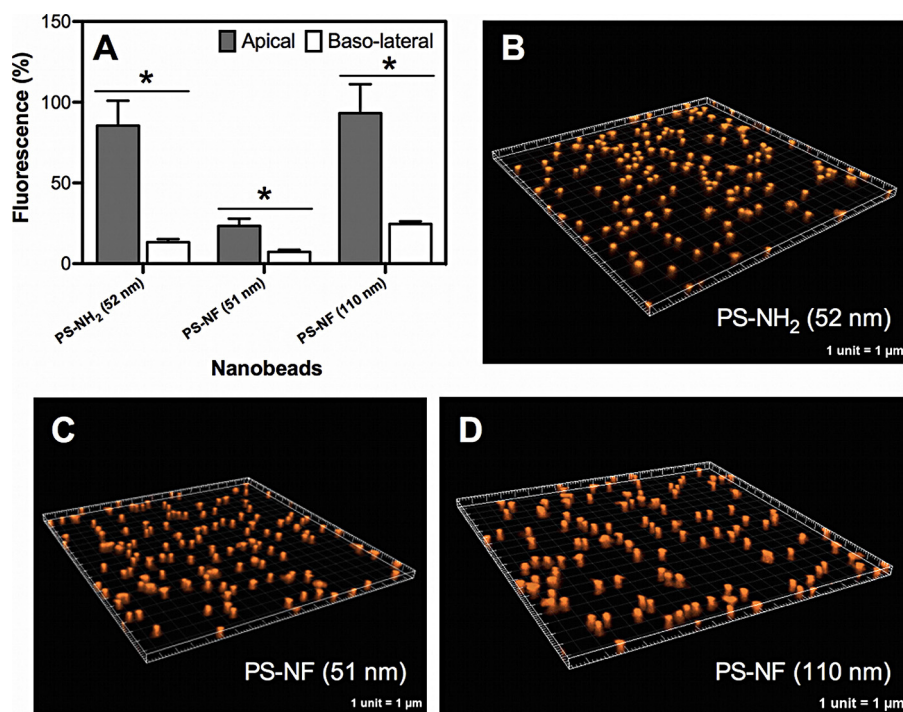 A
Apical
Baso-lateral
Fluorescence (%)
150
100
50
0
*
*
*
PS-NH₂ (52 nm)
PS-NF (51 nm)
PS-NF (110 nm)
Nanobeads
B
PS-NH₂ (52 nm)
1 unit = 1 µm
C
PS-NF (51 nm)
1 unit = 1 µm
D
PS-NF (110 nm)
1 unit = 1 µm